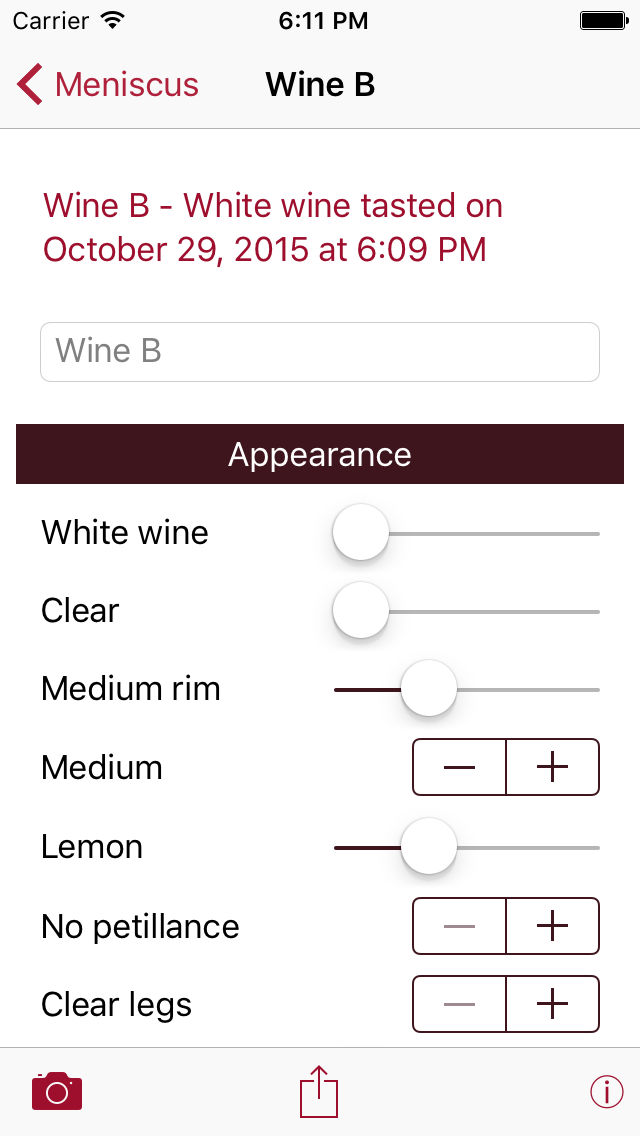 Carrier 6:11 PM
Meniscus Wine B
Wine B - White wine tasted on
October 29, 2015 at 6:09 PM
Wine B
Appearance
White wine
Clear
Medium rim
Medium
Lemon
No petillance
Clear legs